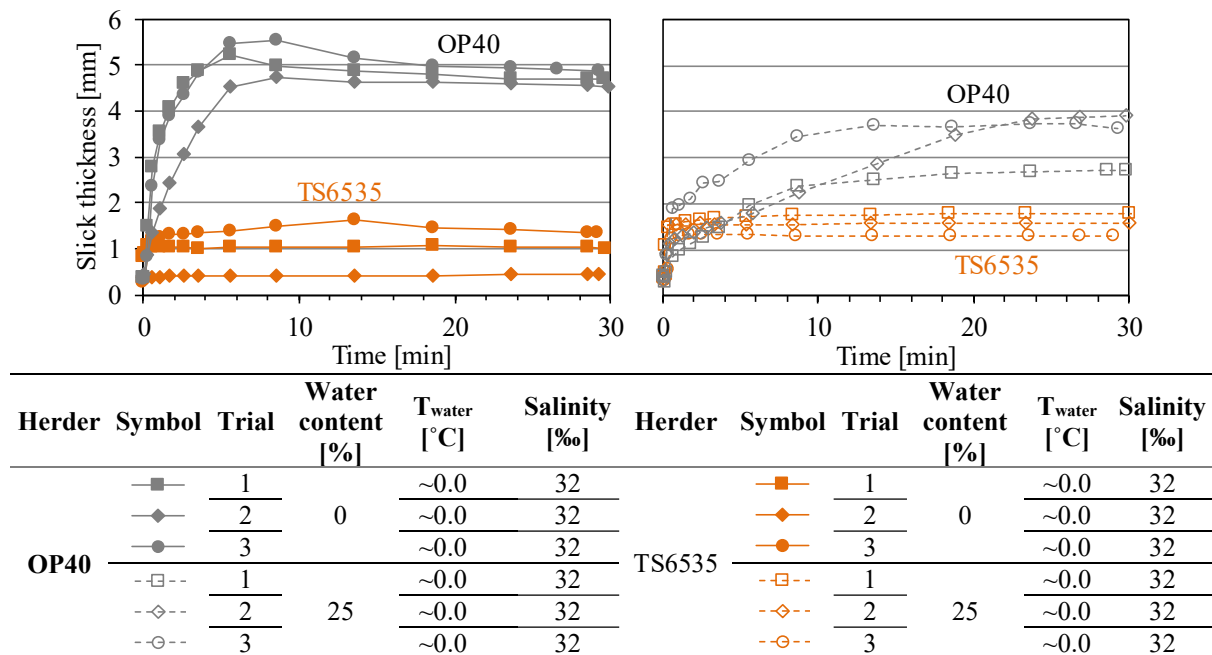 6
5
4
3
2
1
0
Slick thickness [mm]
OP40
TS6535
0 10 20 30
Time [min]
OP40
TS6535
0 10 20 30
Time [min]
Herder Symbol Trial Water content [%] Twater [˚C] Salinity [‰] Herder Symbol Trial Water content [%] Twater [˚C] Salinity [‰]
OP40 TS6535
1 0 ~0.0 32 1 0 ~0.0 32
2 ~0.0 32 2 ~0.0 32
3 ~0.0 32 3 ~0.0 32
1 25 ~0.0 32 1 25 ~0.0 32
2 ~0.0 32 2 ~0.0 32
3 ~0.0 32 3 ~0.0 32